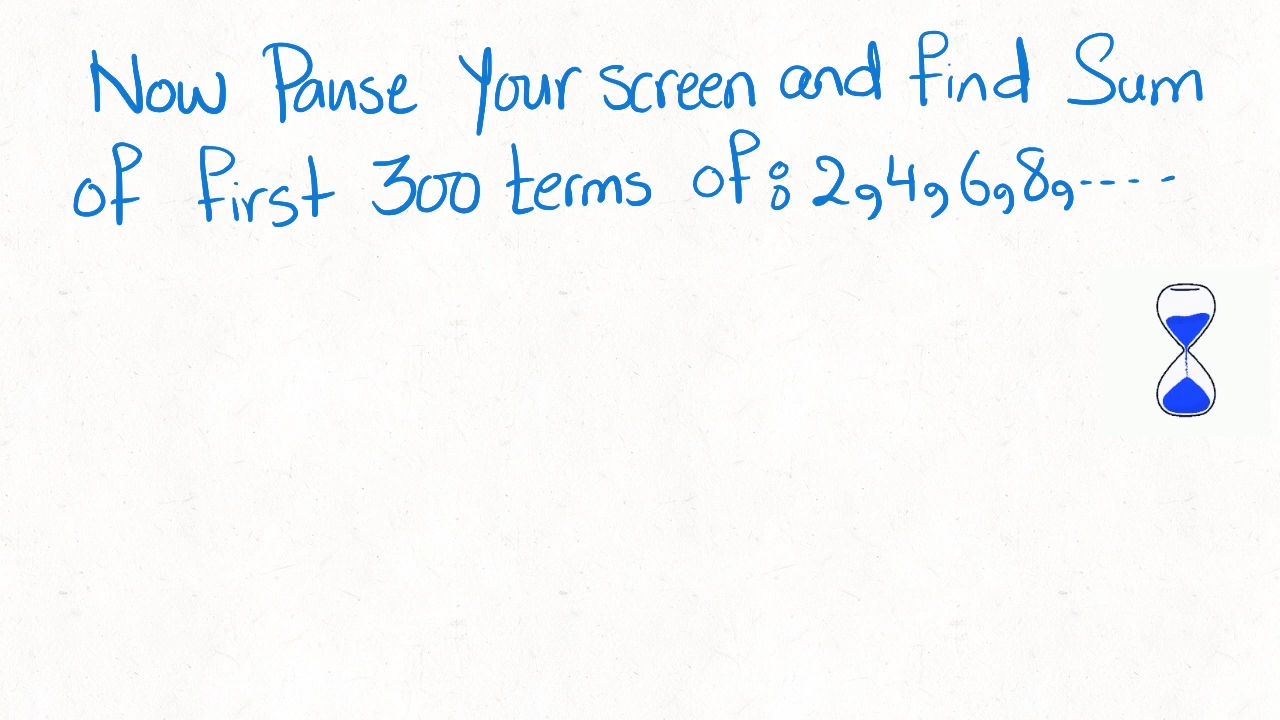 Now Pause Your screen and find Sum
of first 300 terms of: 2, 4, 6, 8, -----